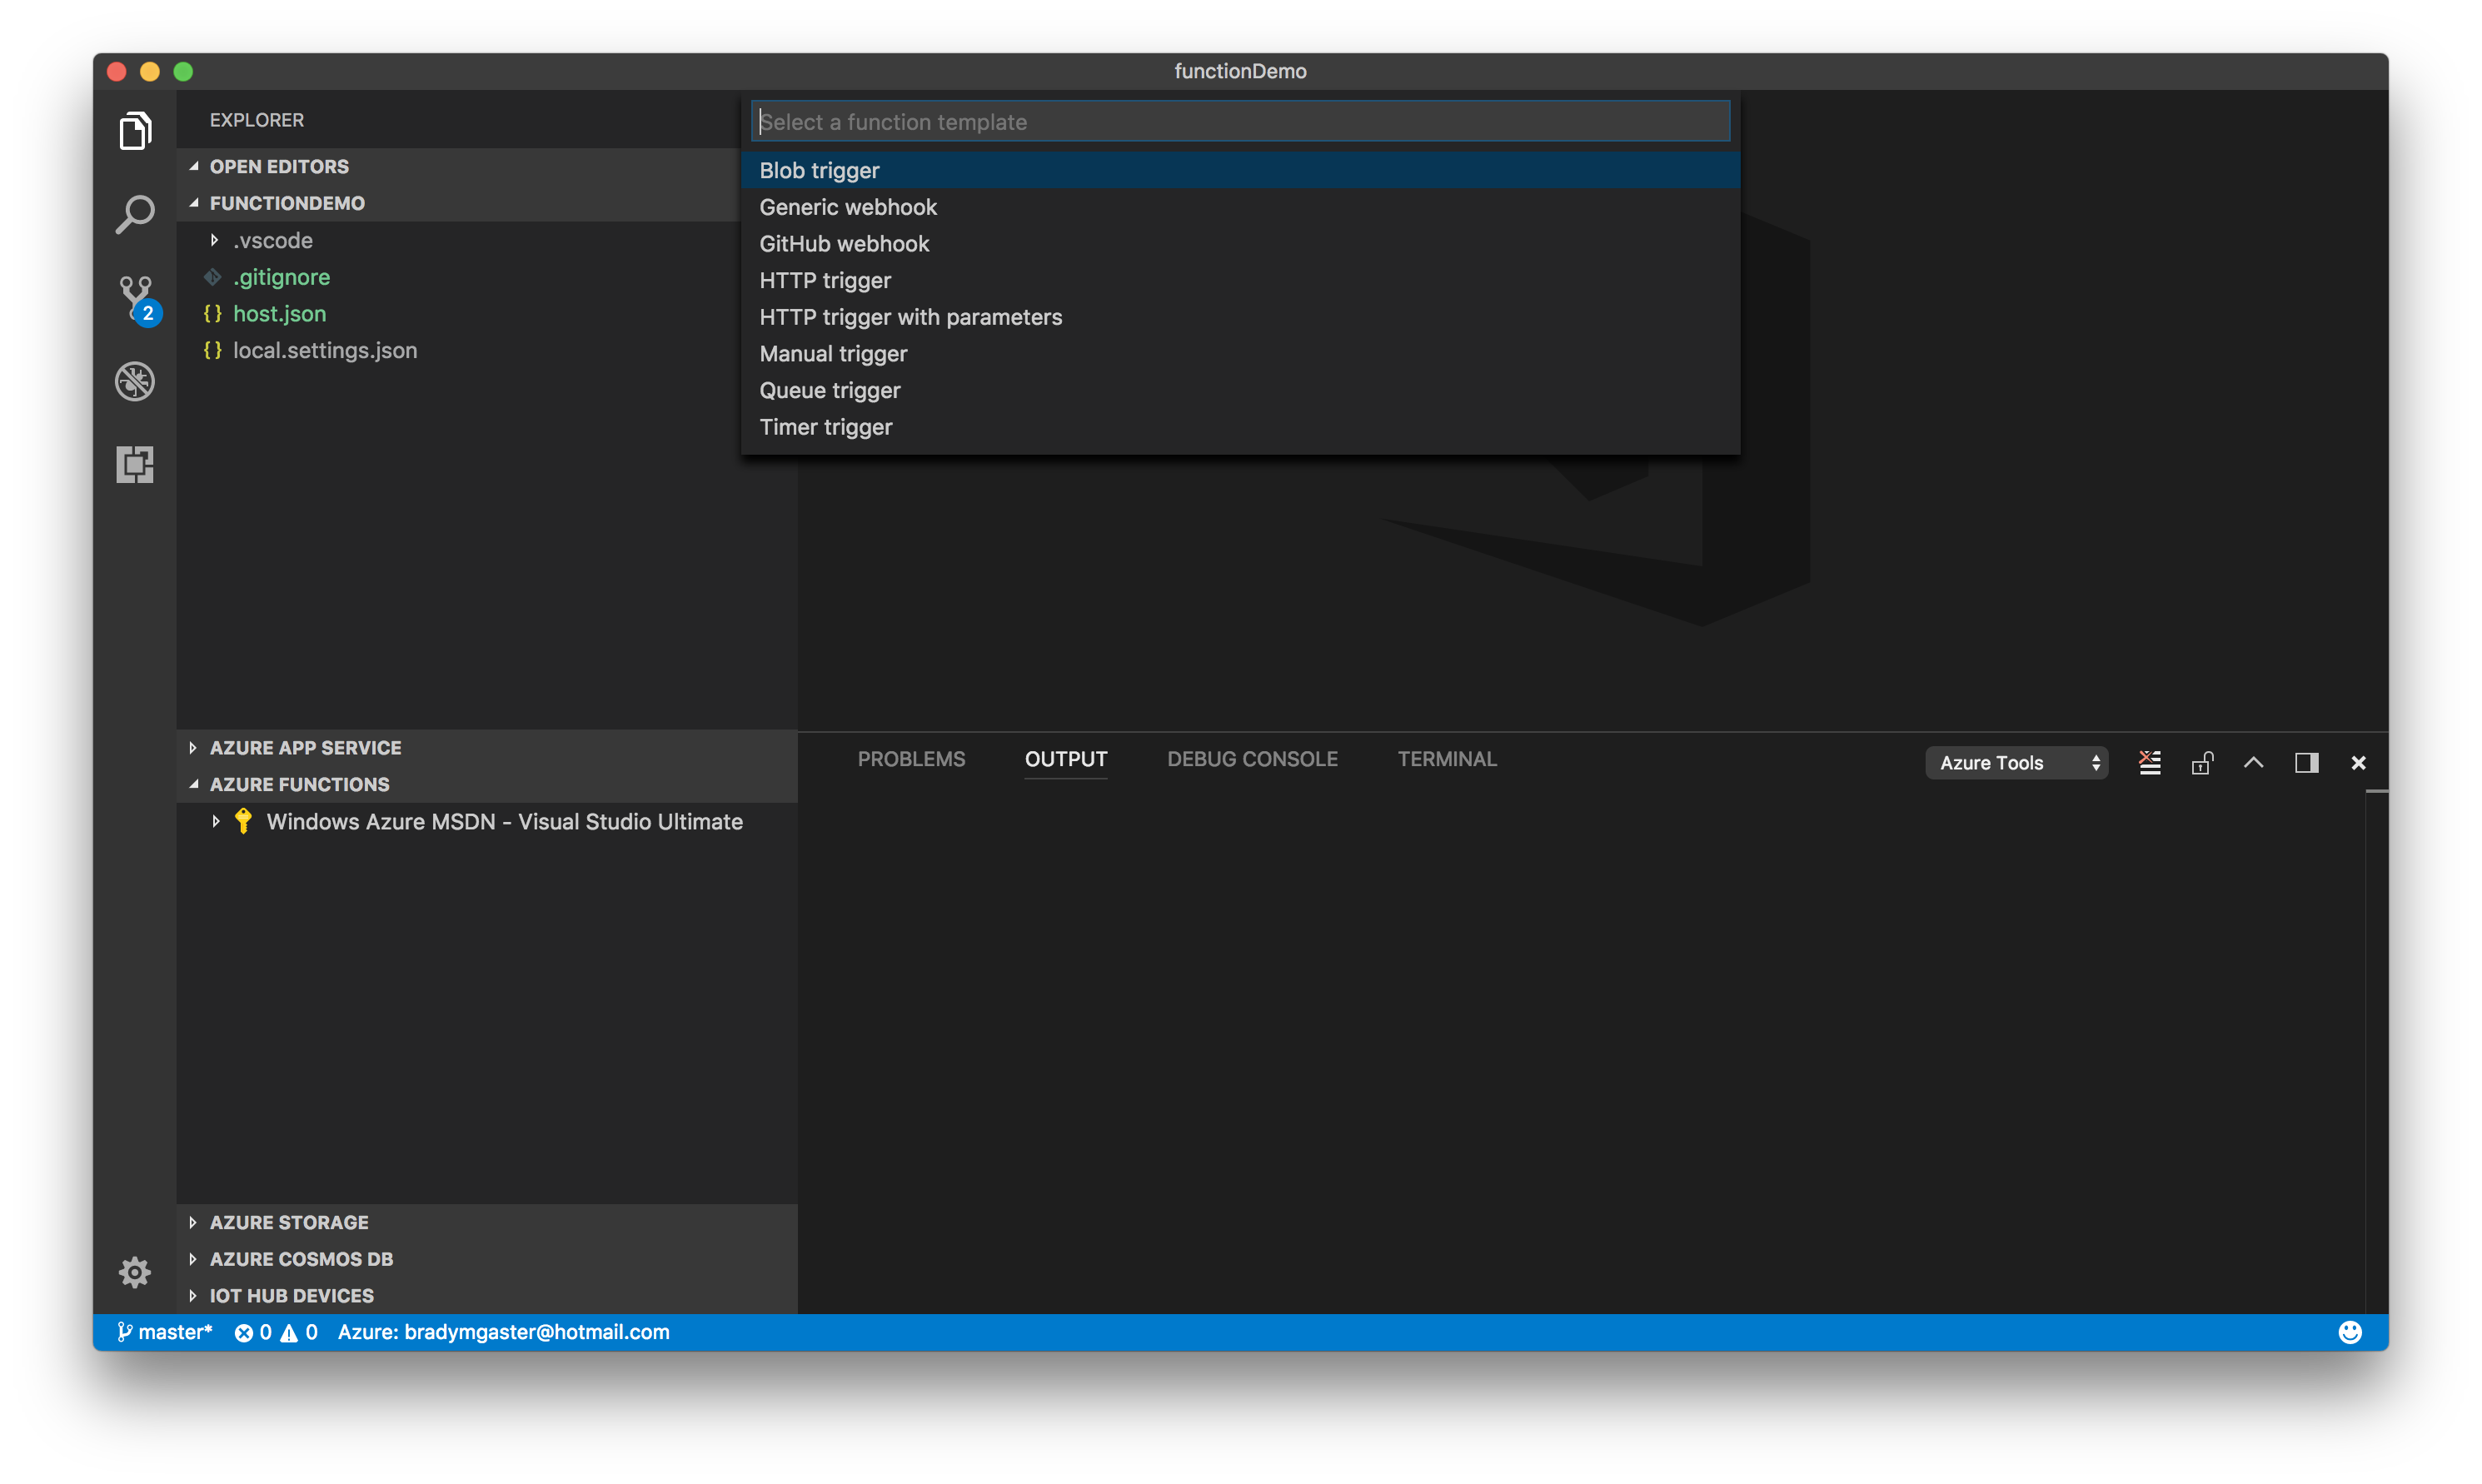 functionDemo
EXPLORER
OPEN EDITORS
FUNCTIONDEMO
.vscode
.gitignore
{} host.json
{} local.settings.json
2
Select a function template
Blob trigger
Generic webhook
GitHub webhook
HTTP trigger
HTTP trigger with parameters
Manual trigger
Queue trigger
Timer trigger
AZURE APP SERVICE
AZURE FUNCTIONS
Windows Azure MSDN - Visual Studio Ultimate
AZURE STORAGE
AZURE COSMOS DB
IOT HUB DEVICES
PROBLEMS OUTPUT DEBUG CONSOLE TERMINAL Azure Tools
master* 0 0 Azure: bradymgaster@hotmail.com